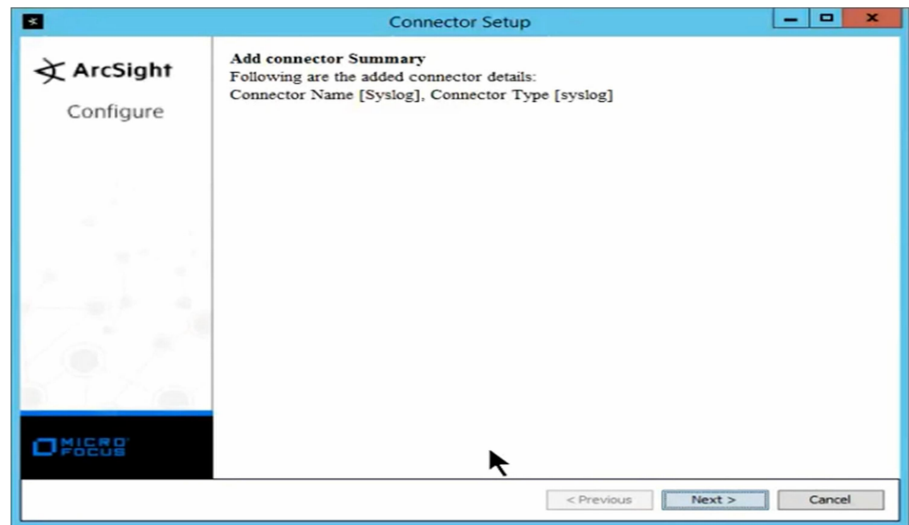 Connector Setup
ArcSight
Configure
Add connector Summary
Following are the added connector details:
Connector Name [Syslog], Connector Type [syslog]
MICRO
FOCUS
< Previous
Next >
Cancel